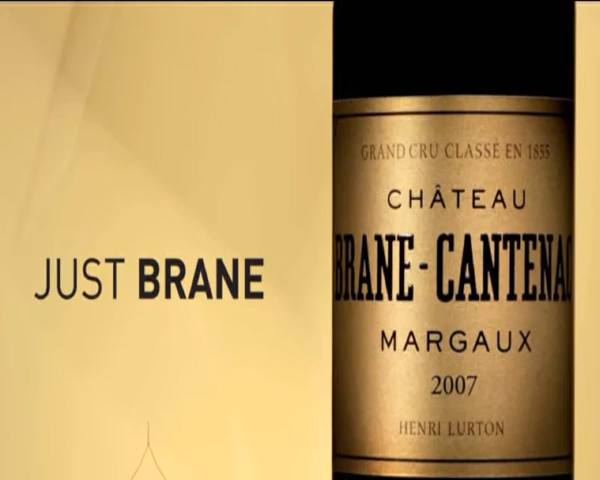 JUST BRANE
GRAND CRU CLASSÉ EN 1855
CHÂTEAU
BRANE-CANTENAC
MARGAUX
2007
HENRI LURTON